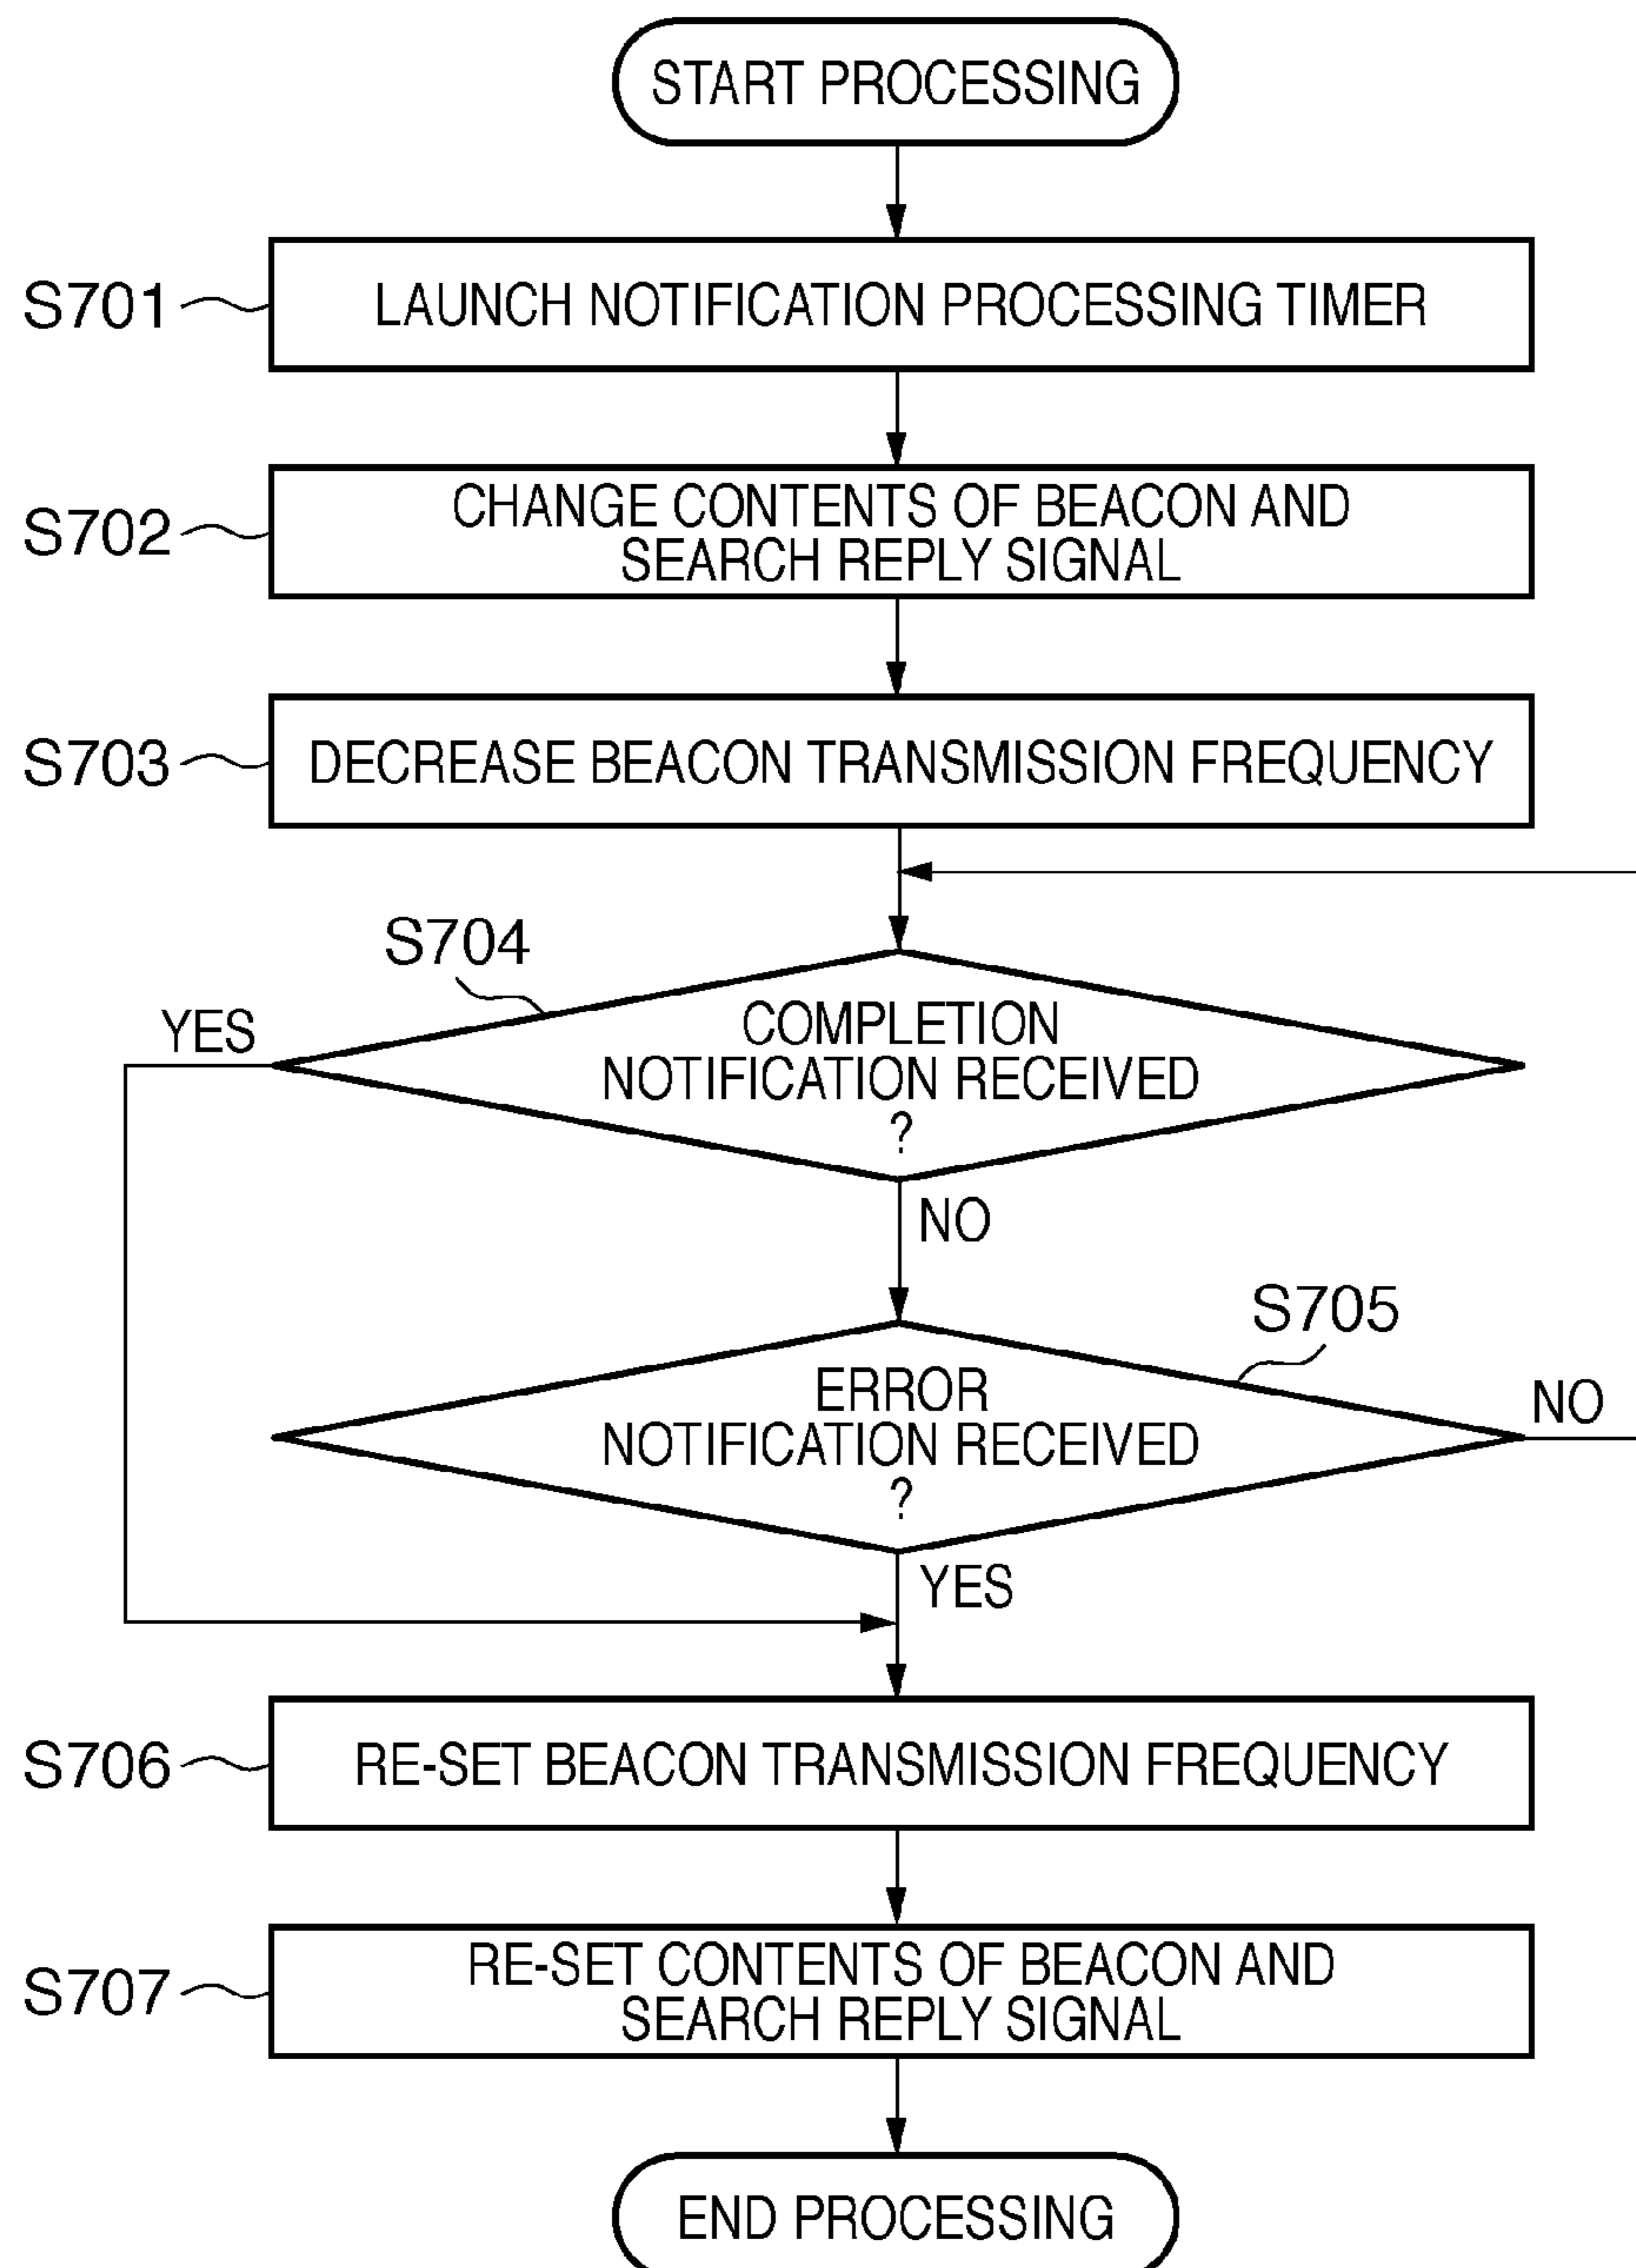 START PROCESSING
S701
LAUNCH NOTIFICATION PROCESSING TIMER
S702
CHANGE CONTENTS OF BEACON AND
SEARCH REPLY SIGNAL
S703
DECREASE BEACON TRANSMISSION FREQUENCY
S704
YES
COMPLETION
NOTIFICATION RECEIVED
?
NO
S705
ERROR
NOTIFICATION RECEIVED
?
NO
YES
S706
RE-SET BEACON TRANSMISSION FREQUENCY
S707
RE-SET CONTENTS OF BEACON AND
SEARCH REPLY SIGNAL
END PROCESSING